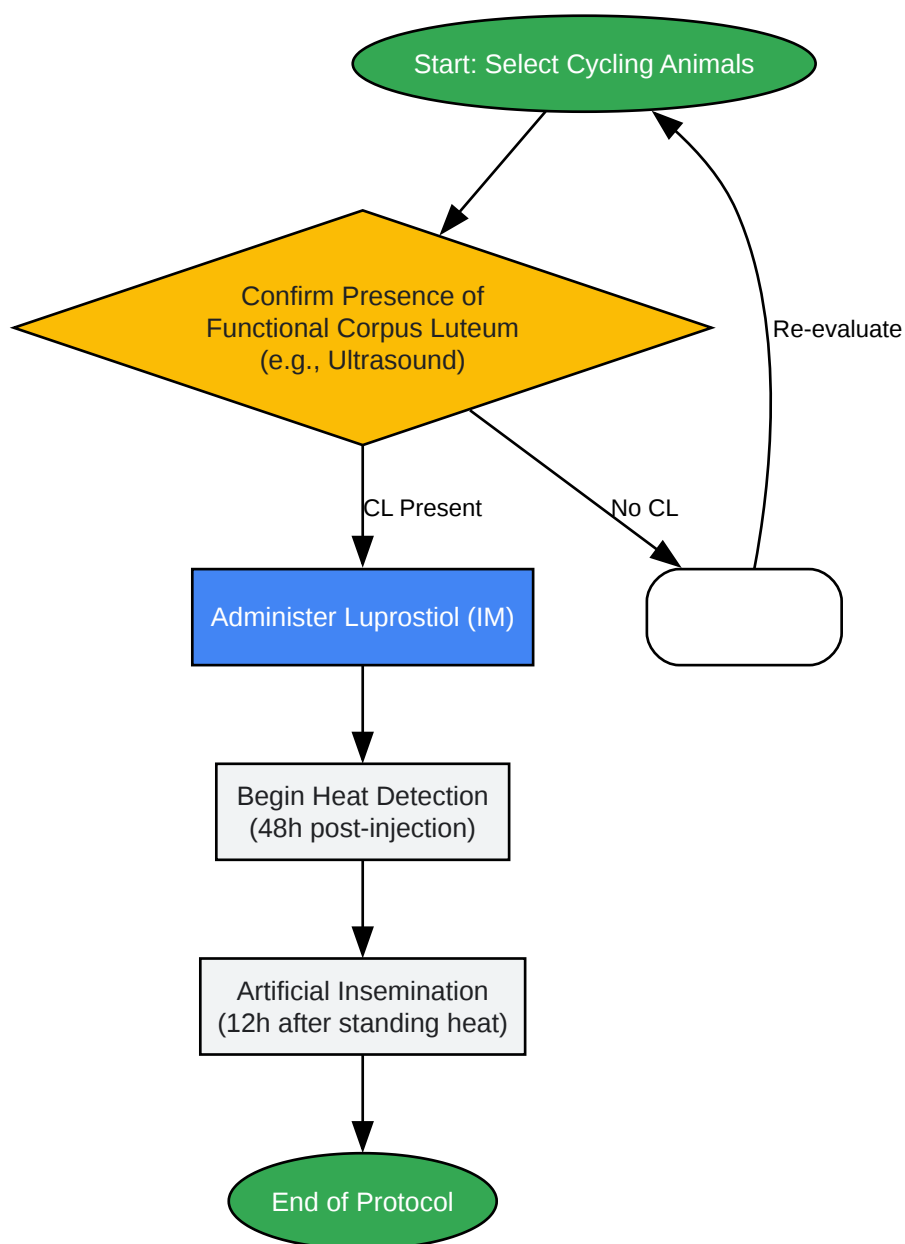 Start: Select Cycling Animals
Confirm Presence of
Functional Corpus Luteum
(e.g., Ultrasound)
Re-evaluate
CL Present
No CL
Administer Luprostiol (IM)
Begin Heat Detection
(48h post-injection)
Artificial Insemination
(12h after standing heat)
End of Protocol